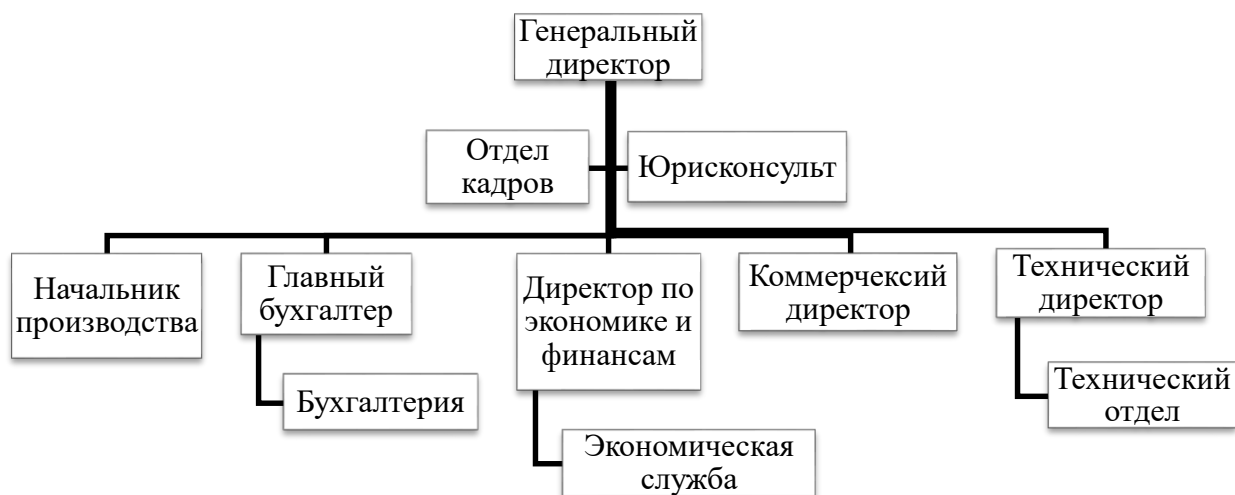 Генеральный
директор
Отдел
кадров
Юрисконсульт
Начальник
производства
Главный
бухгалтер
Директор по
экономике и
финансам
Коммерчексий
директор
Технический
директор
Бухгалтерия
Экономическая
служба
Технический
отдел